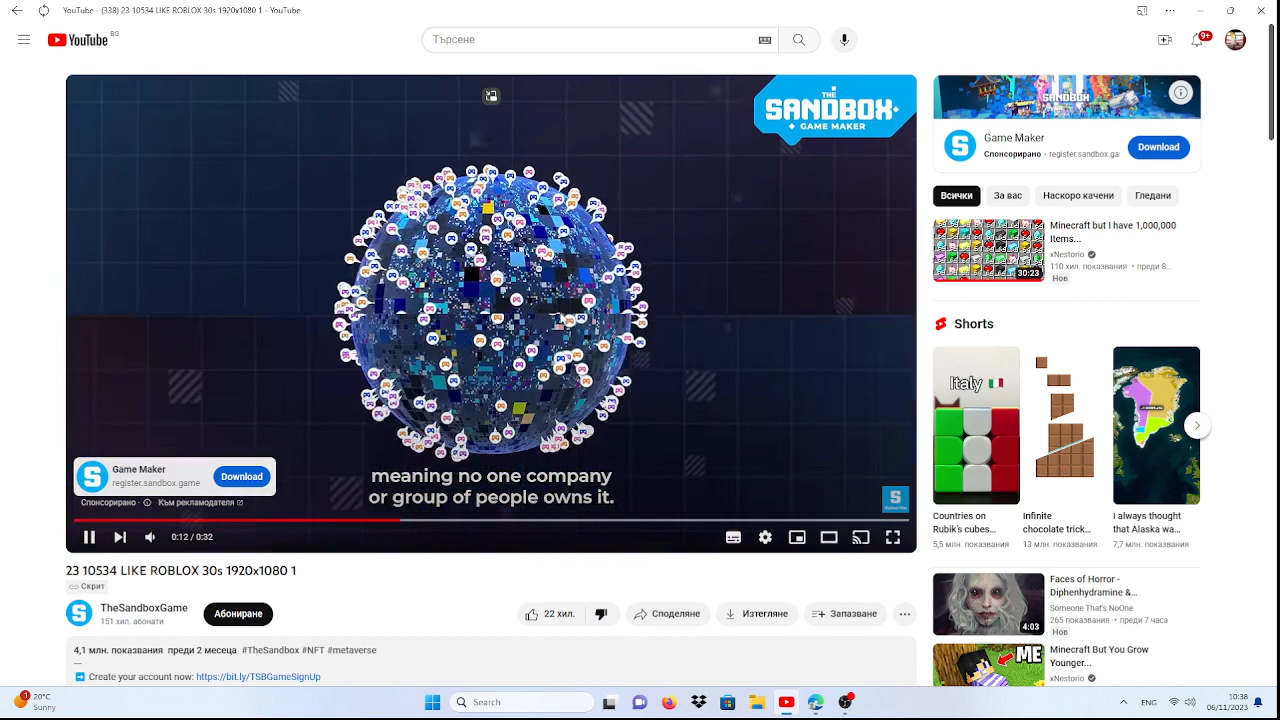 YouTube - (338) 23 10534 LIKE ROBLOX 30s 1920x1080 1 - YouTube
YouTube BG
Търсене
9+
THE
SANDBOX
GAME MAKER
meaning no one company
or group of people owns it.
Game Maker
register.sandbox.game
Download
Спонсорирано · Към рекламодателя
0:12 / 0:32
23 10534 LIKE ROBLOX 30s 1920x1080 1
Скрит
TheSandboxGame
151 хил. абонати
Абониране
22 хил.
Споделяне
Изтегляне
Запазване
4,1 млн. показвания преди 2 месеца #TheSandbox #NFT #metaverse
—
Create your account now: https://bit.ly/TSBGameSignUp
SANDBOX
Game Maker
Спонсорирано · register.sandbox.ga
Download
Всички
За вас
Наскоро качени
Гледани
30:23
Minecraft but I have 1,000,000
Items...
xNestorio
110 хил. показвания • преди 8...
Нов
Shorts
Italy
Countries on
Rubik's cubes...
5,5 млн. показвания
Infinite
chocolate trick...
13 млн. показвания
I always thought
that Alaska wa...
7,7 млн. показвания
4:03
Faces of Horror -
Diphenhydramine &...
Someone That's NoOne
265 показвания • преди 7 часа
Нов
ME
Minecraft But You Grow
Younger...
xNestorio
1
20°C
Sunny
Search
ENG
10:38
06/11/2023